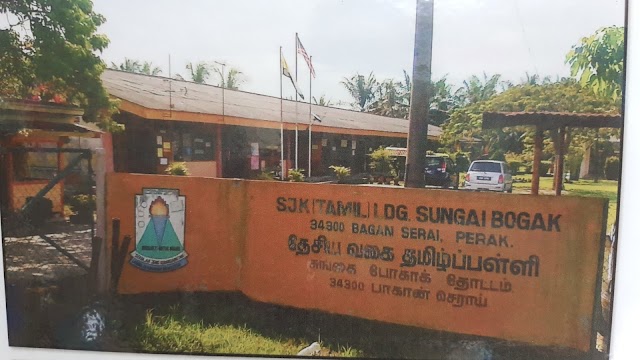 SJK(TAMIL) LDG. SUNGAI BOGAK
34300 BAGAN SERAI, PERAK.
தேசிய வகை தமிழ்ப்பள்ளி
சுங்கை போகாக் தோட்டம்
34300 பாகான் செராய்